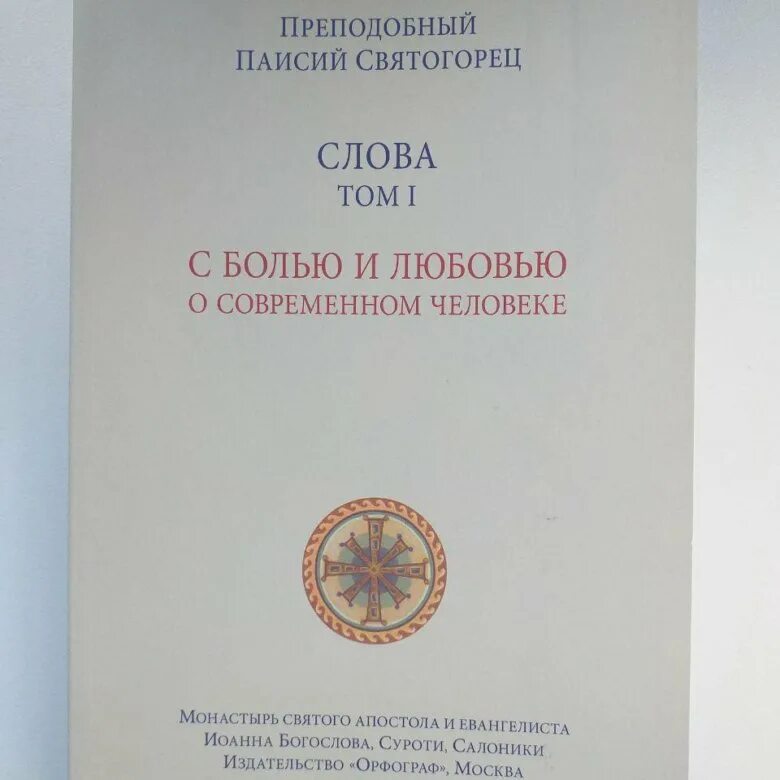 Преподобный
Паисий Святогорец
СЛОВА
ТОМ I
С БОЛЬЮ И ЛЮБОВЬЮ
О СОВРЕМЕННОМ ЧЕЛОВЕКЕ
Монастырь святого апостола и евангелиста
Иоанна Богослова, Суроти, Салоники
Издательство «Орфограф», Москва